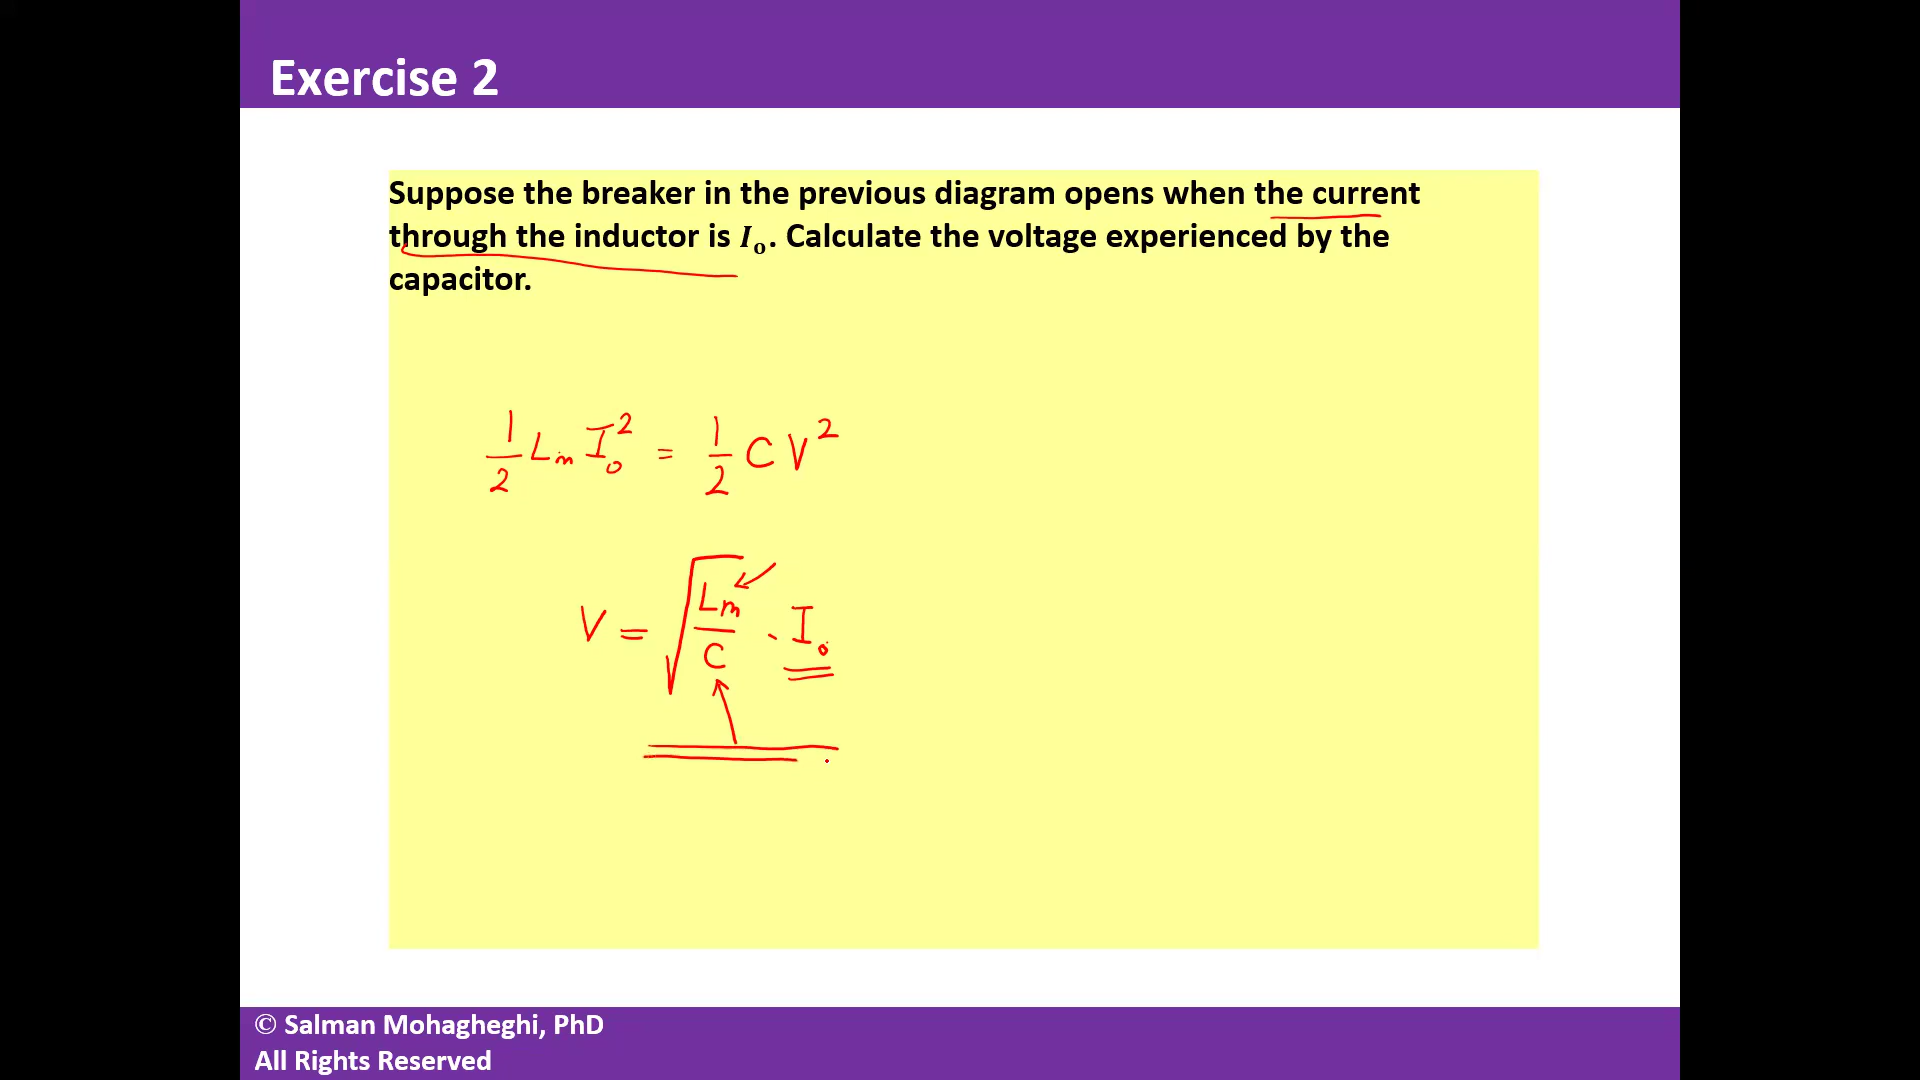 Exercise 2
Suppose the breaker in the previous diagram opens when the current
through the inductor is I₀. Calculate the voltage experienced by the
capacitor.
1/2 Lₘ I₀² = 1/2 C V²
V = √(Lₘ/C) · I₀
© Salman Mohagheghi, PhD
All Rights Reserved